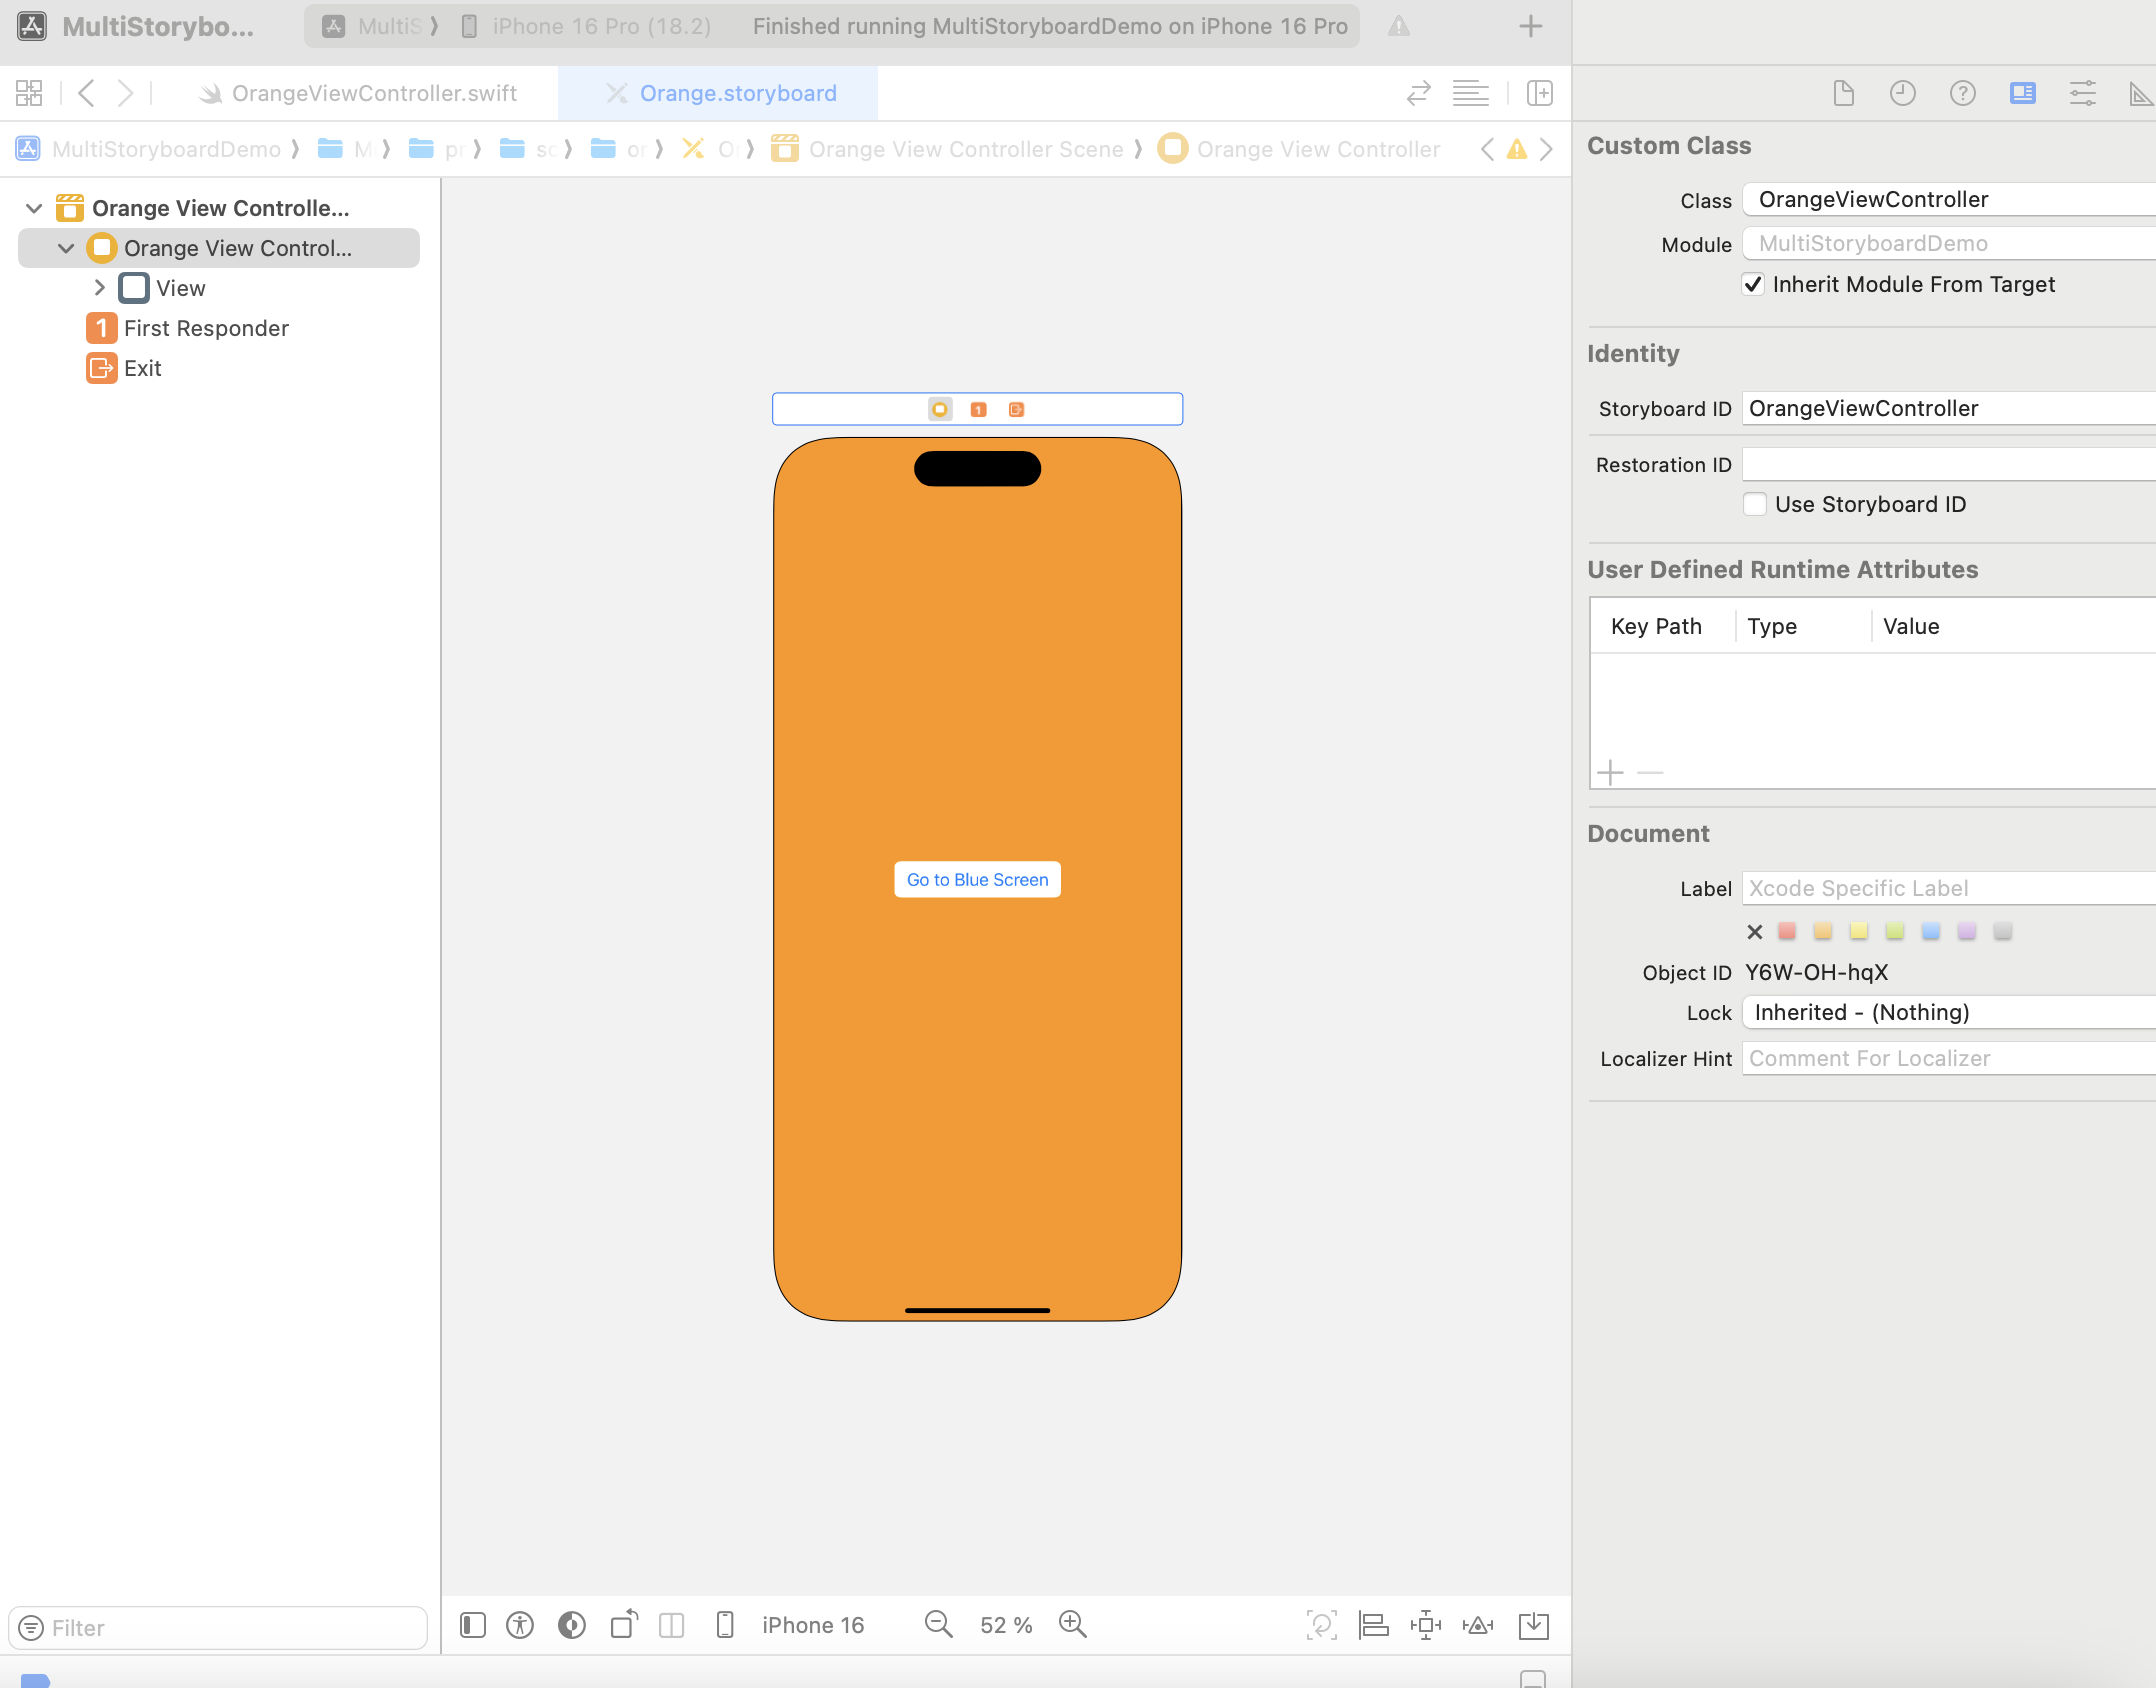 MultiStorybo...
MultiS
iPhone 16 Pro (18.2)
Finished running MultiStoryboardDemo on iPhone 16 Pro
OrangeViewController.swift
Orange.storyboard
MultiStoryboardDemo
M
pr
sc
or
Or
Orange View Controller Scene
Orange View Controller
Orange View Controlle...
Orange View Control...
View
1 First Responder
Exit
1
Go to Blue Screen
Filter
iPhone 16
52 %
Custom Class
Class OrangeViewController
Module MultiStoryboardDemo
Inherit Module From Target
Identity
Storyboard ID OrangeViewController
Restoration ID
Use Storyboard ID
User Defined Runtime Attributes
Key Path Type Value
Document
Label Xcode Specific Label
Object ID Y6W-OH-hqX
Lock Inherited - (Nothing)
Localizer Hint Comment For Localizer